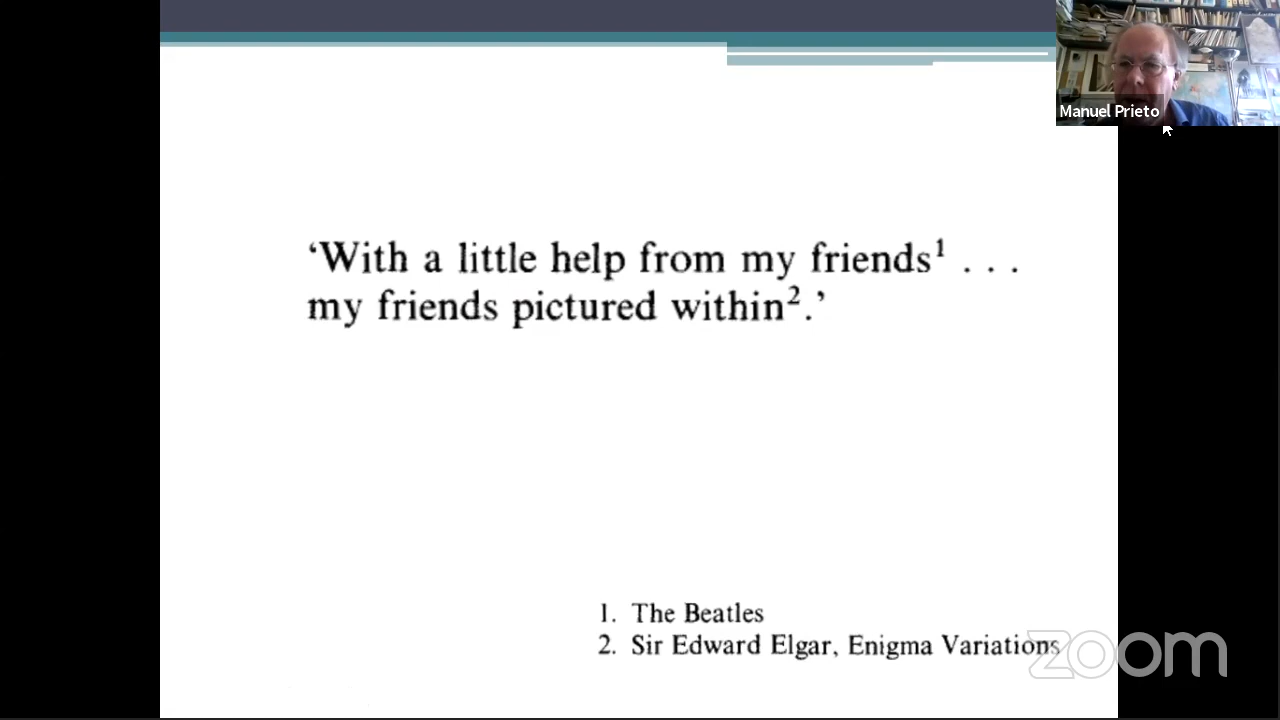 Manuel Prieto
‘With a little help from my friends¹ . . .
my friends pictured within².’
1. The Beatles
2. Sir Edward Elgar, Enigma Variations
zoom